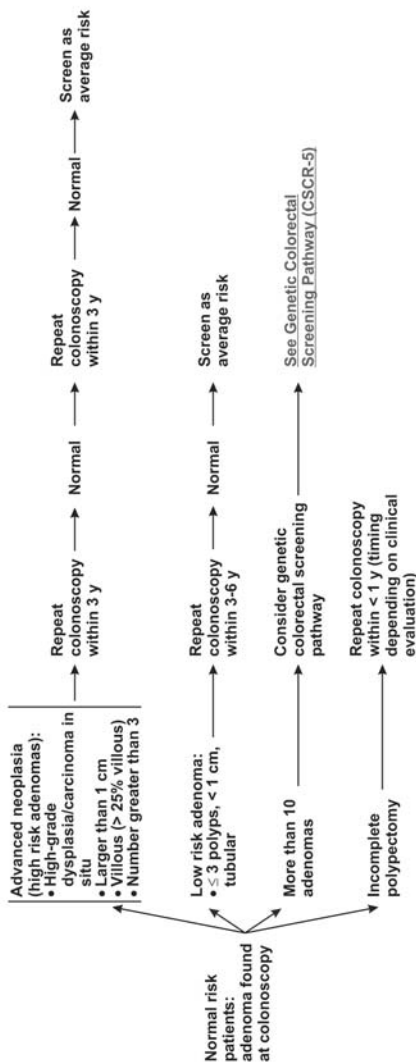 Normal risk
patients:
adenoma found
at colonoscopy
Advanced neoplasia
(high risk adenomas):
• High-grade
dysplasia/carcinoma in
situ
• Larger than 1 cm
• Villous (> 25% villous)
• Number greater than 3
Repeat
colonoscopy
within 3 y
Normal
Repeat
colonoscopy
within 3 y
Normal
Screen as
average risk
Low risk adenoma:
• ≤ 3 polyps, < 1 cm,
tubular
Repeat
colonoscopy
within 3-6 y
Normal
Screen as
average risk
More than 10
adenomas
Consider genetic
colorectal screening
pathway
See Genetic Colorectal
Screening Pathway (CSCR-5)
Incomplete
polypectomy
Repeat colonoscopy
within < 1 y (timing
depending on clinical
evaluation)